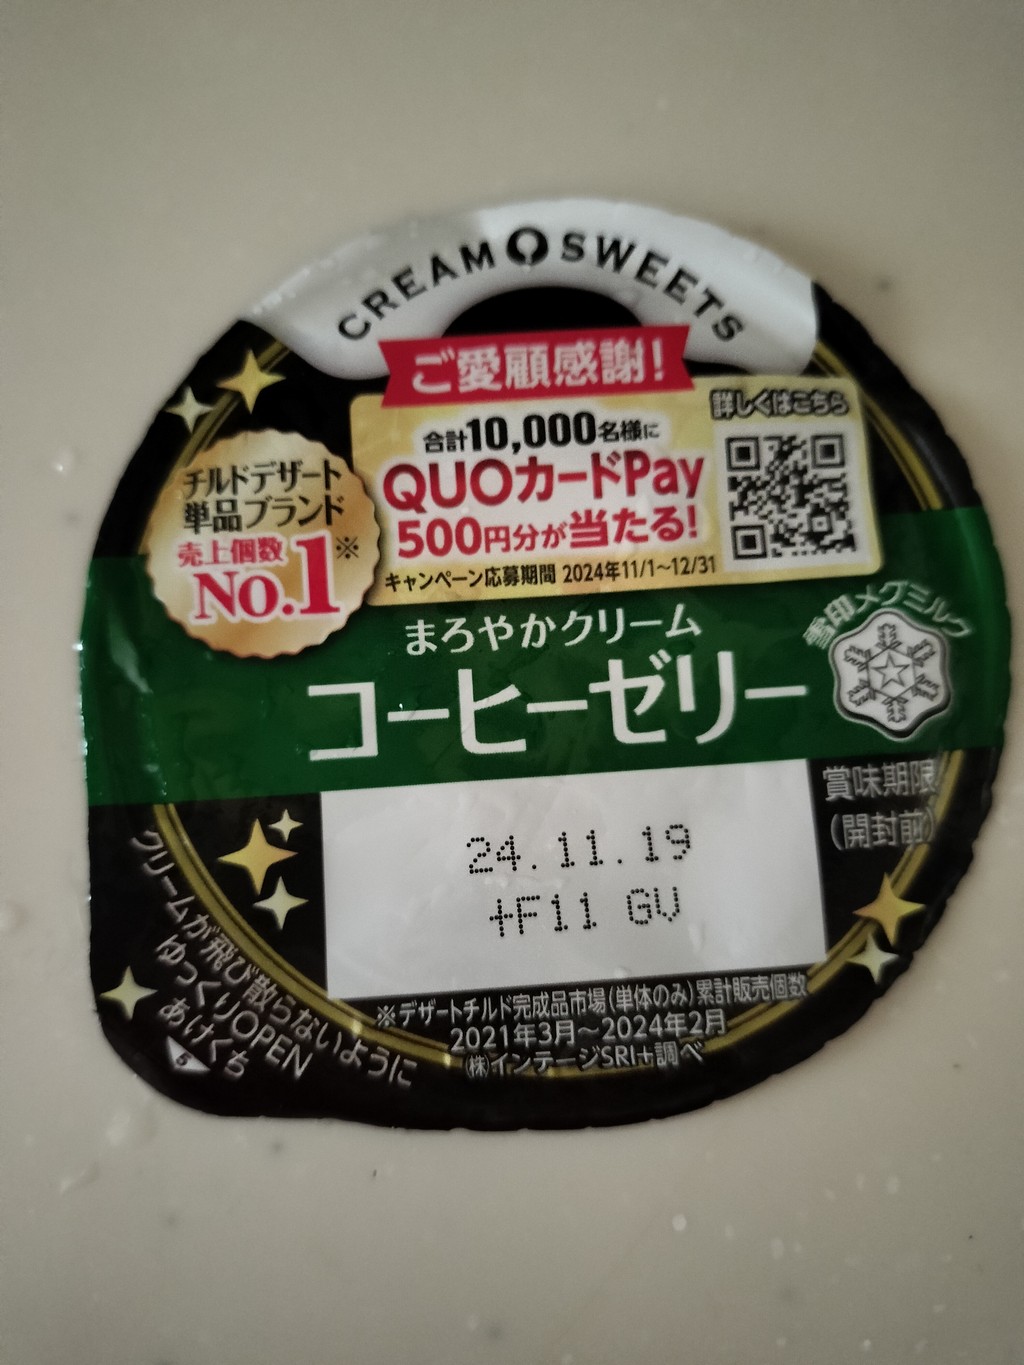 CREAM SWEETS
ご愛顧感謝！
合計10,000名様に
QUOカードPay
500円分が当たる！
キャンペーン応募期間 2024年11/1～12/31
詳しくはこちら
チルドデザート
単品ブランド
売上個数
No.1※
まろやかクリーム
コーヒーゼリー
雪印メグミルク
賞味期限
(開封前)
24.11.19
+F11 GV
※デザートチルド完成品市場(単体のみ)累計販売個数
2021年3月～2024年2月
㈱インテージSRI+調べ
クリームが飛び散らないように
ゆっくりOPEN
あけくち